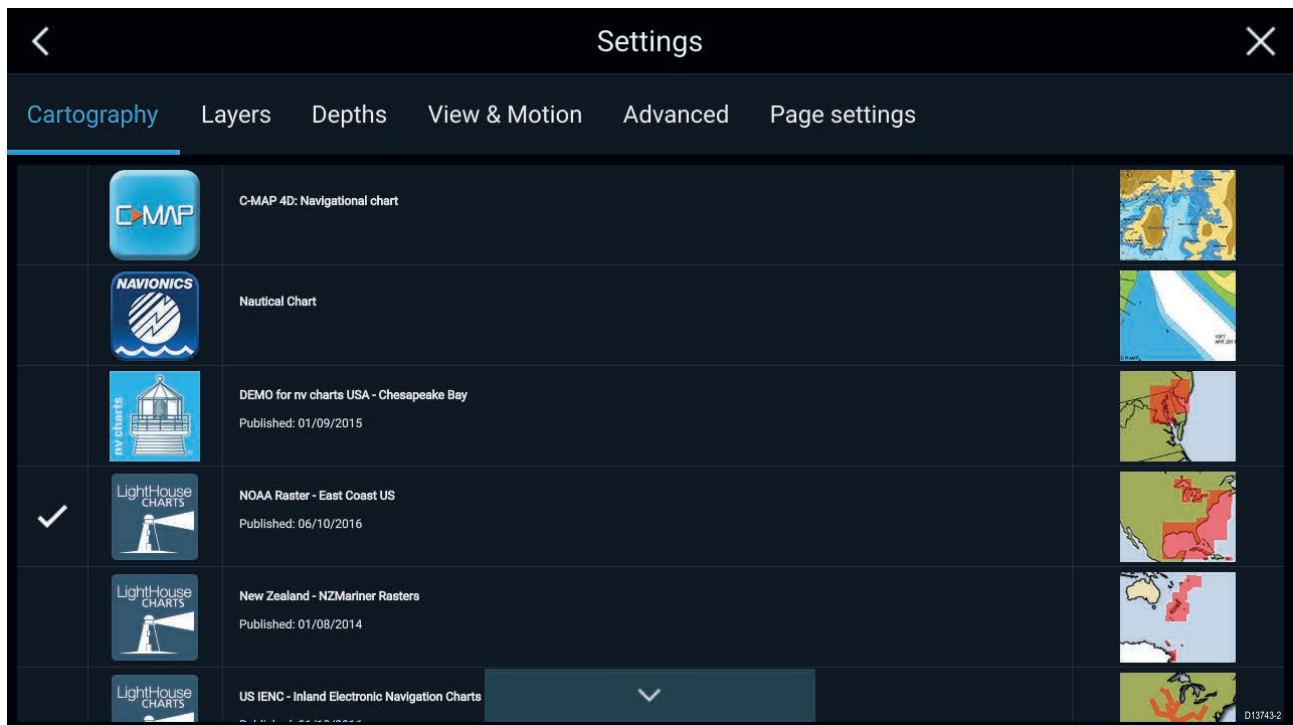 Settings
Cartography Layers Depths View & Motion Advanced Page settings
C-MAP
C-MAP 4D: Navigational chart
NAVIONICS
Nautical Chart
nv charts
DEMO for nv charts USA - Chesapeake Bay
Published: 01/09/2015
LightHouse
CHARTS
NOAA Raster - East Coast US
Published: 06/10/2016
LightHouse
CHARTS
New Zealand - NZMariner Rasters
Published: 01/08/2014
LightHouse
CHARTS
US IENC - Inland Electronic Navigation Charts
D13743-2